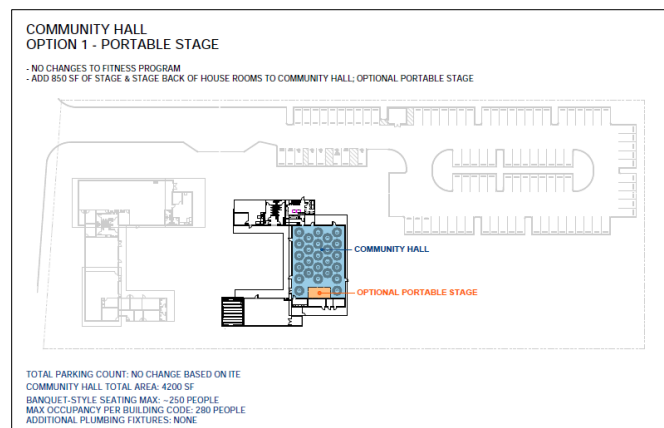 COMMUNITY HALL
OPTION 1 - PORTABLE STAGE
- NO CHANGES TO FITNESS PROGRAM
- ADD 850 SF OF STAGE & STAGE BACK OF HOUSE ROOMS TO COMMUNITY HALL; OPTIONAL PORTABLE STAGE
COMMUNITY HALL
OPTIONAL PORTABLE STAGE
TOTAL PARKING COUNT: NO CHANGE BASED ON ITE
COMMUNITY HALL TOTAL AREA: 4200 SF
BANQUET-STYLE SEATING MAX: ~250 PEOPLE
MAX OCCUPANCY PER BUILDING CODE: 280 PEOPLE
ADDITIONAL PLUMBING FIXTURES: NONE